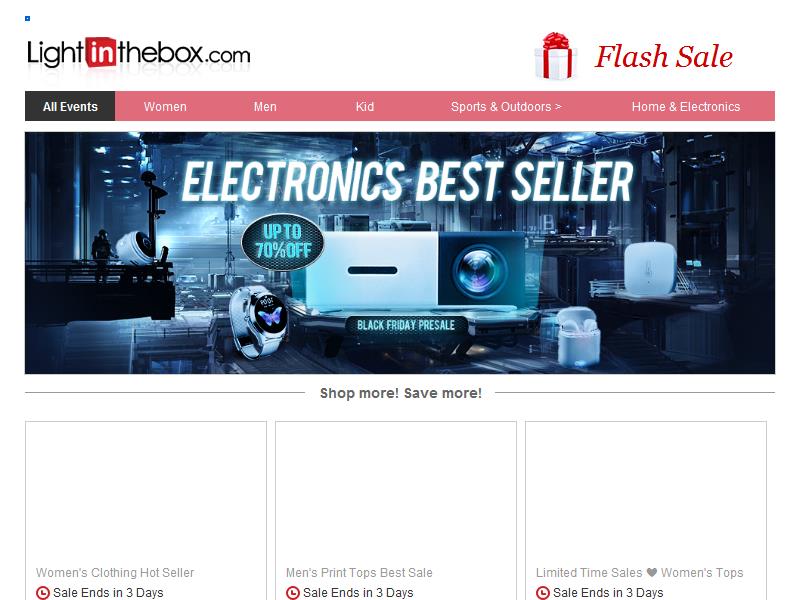 Lightinthebox.com
Flash Sale
All Events Women Men Kid Sports & Outdoors > Home & Electronics
ELECTRONICS BEST SELLER
UP TO
70%OFF
BLACK FRIDAY PRESALE
Shop more! Save more!
Women's Clothing Hot Seller
Sale Ends in 3 Days
Men's Print Tops Best Sale
Sale Ends in 3 Days
Limited Time Sales ♥ Women's Tops
Sale Ends in 3 Days